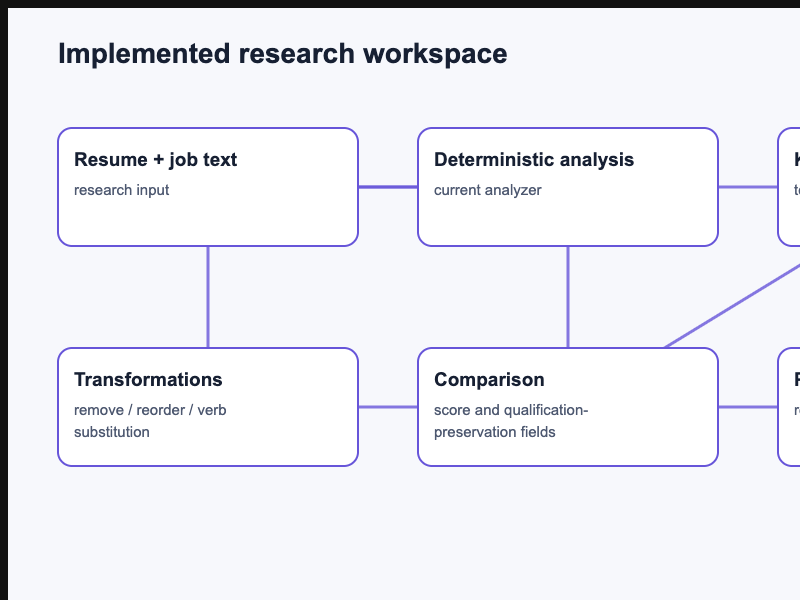 Implemented research workspace
Resume + job text
research input
Deterministic analysis
current analyzer
Transformations
remove / reorder / verb
substitution
Comparison
score and qualification-
preservation fields